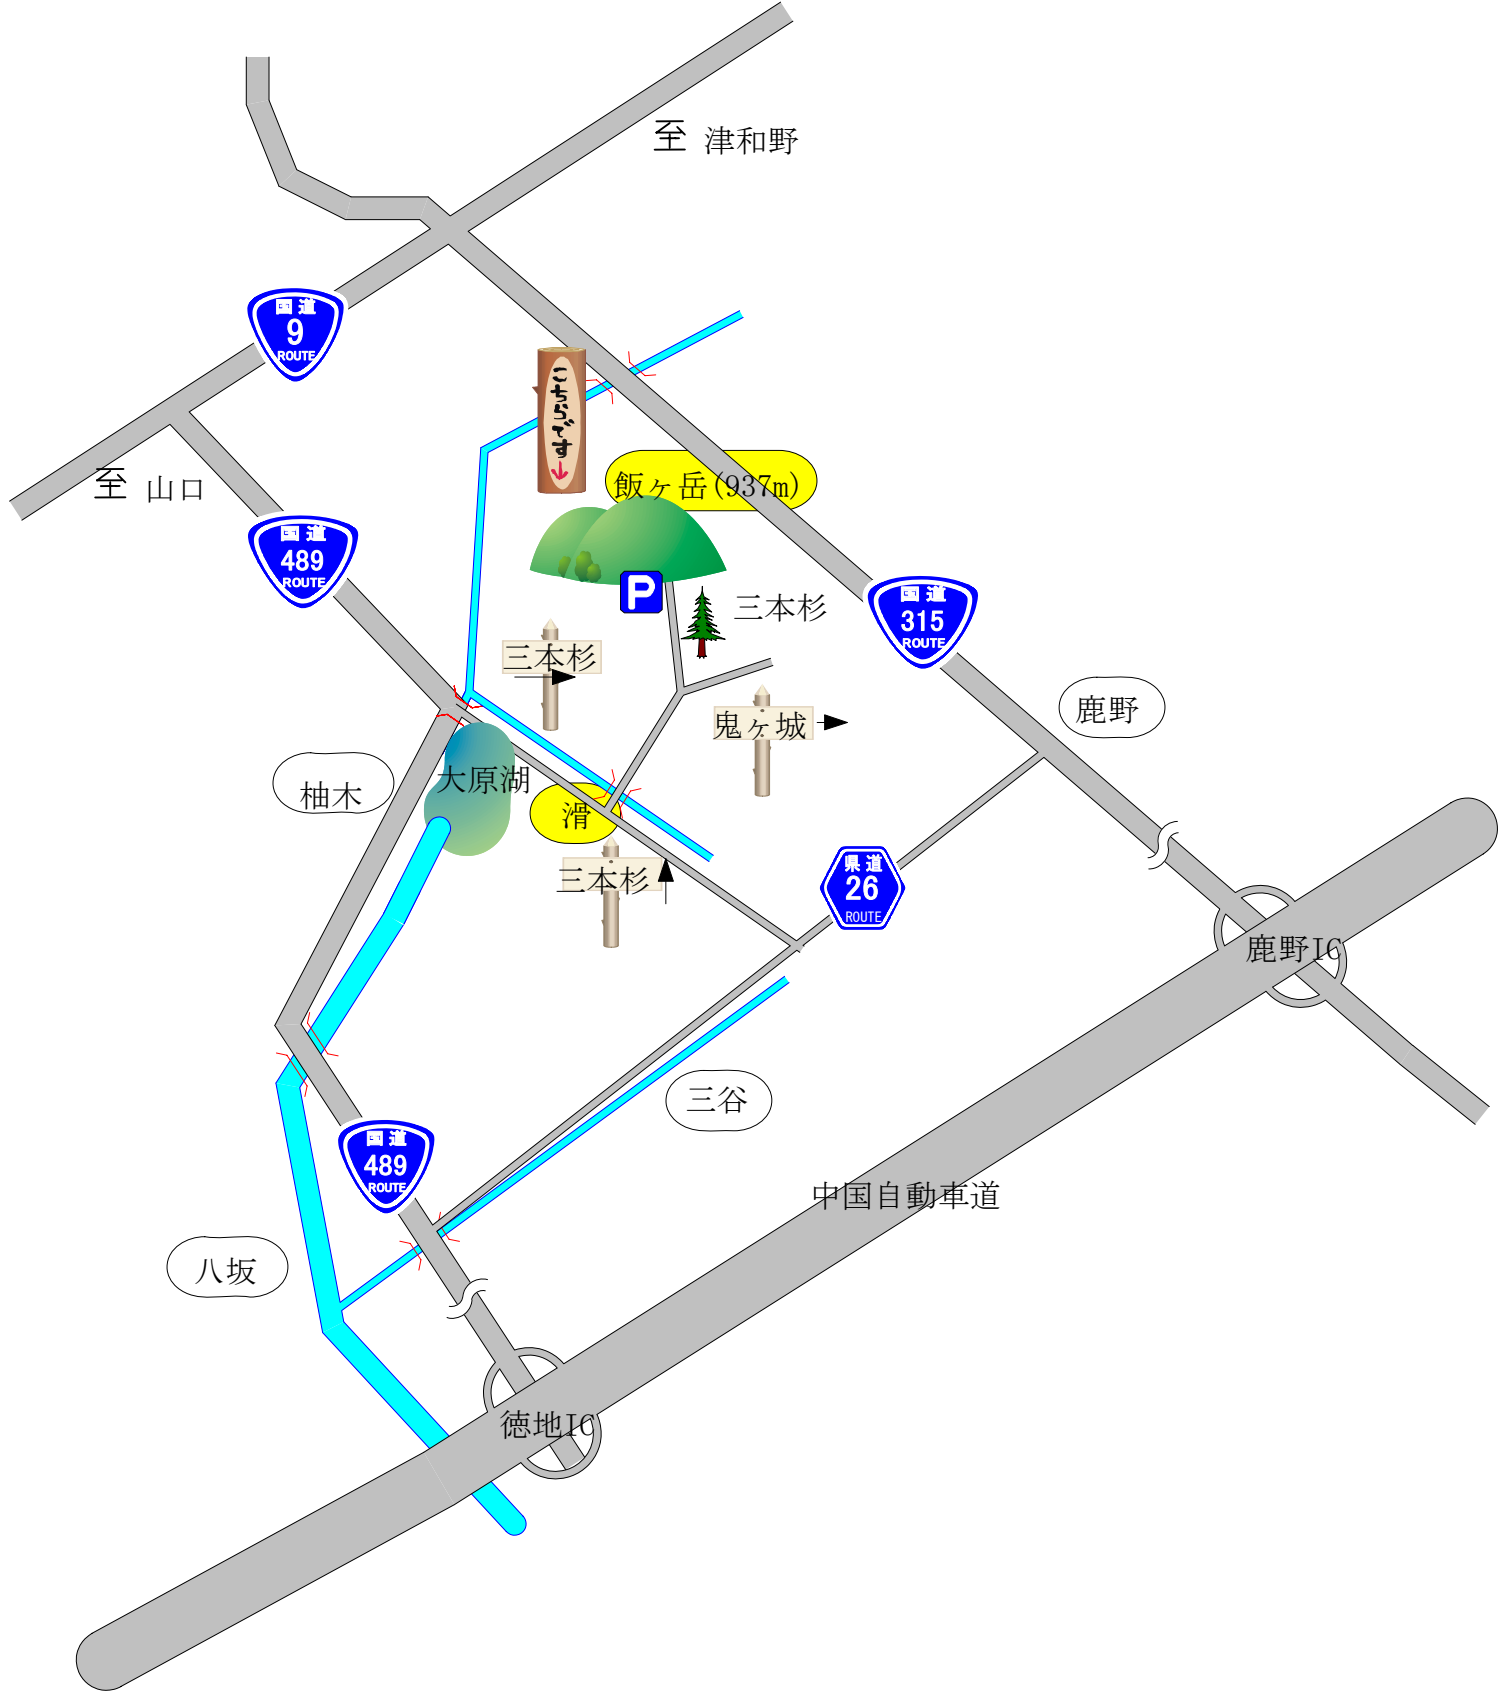 至 津和野
国道
9
ROUTE
こちらです
飯ヶ岳(937m)
至 山口
国道
489
ROUTE
P
三本杉
国道
315
ROUTE
三本杉
鬼ヶ城
鹿野
柚木
大原湖
滑
三本杉
県道
26
ROUTE
鹿野IC
三谷
国道
489
ROUTE
中国自動車道
八坂
徳地IC